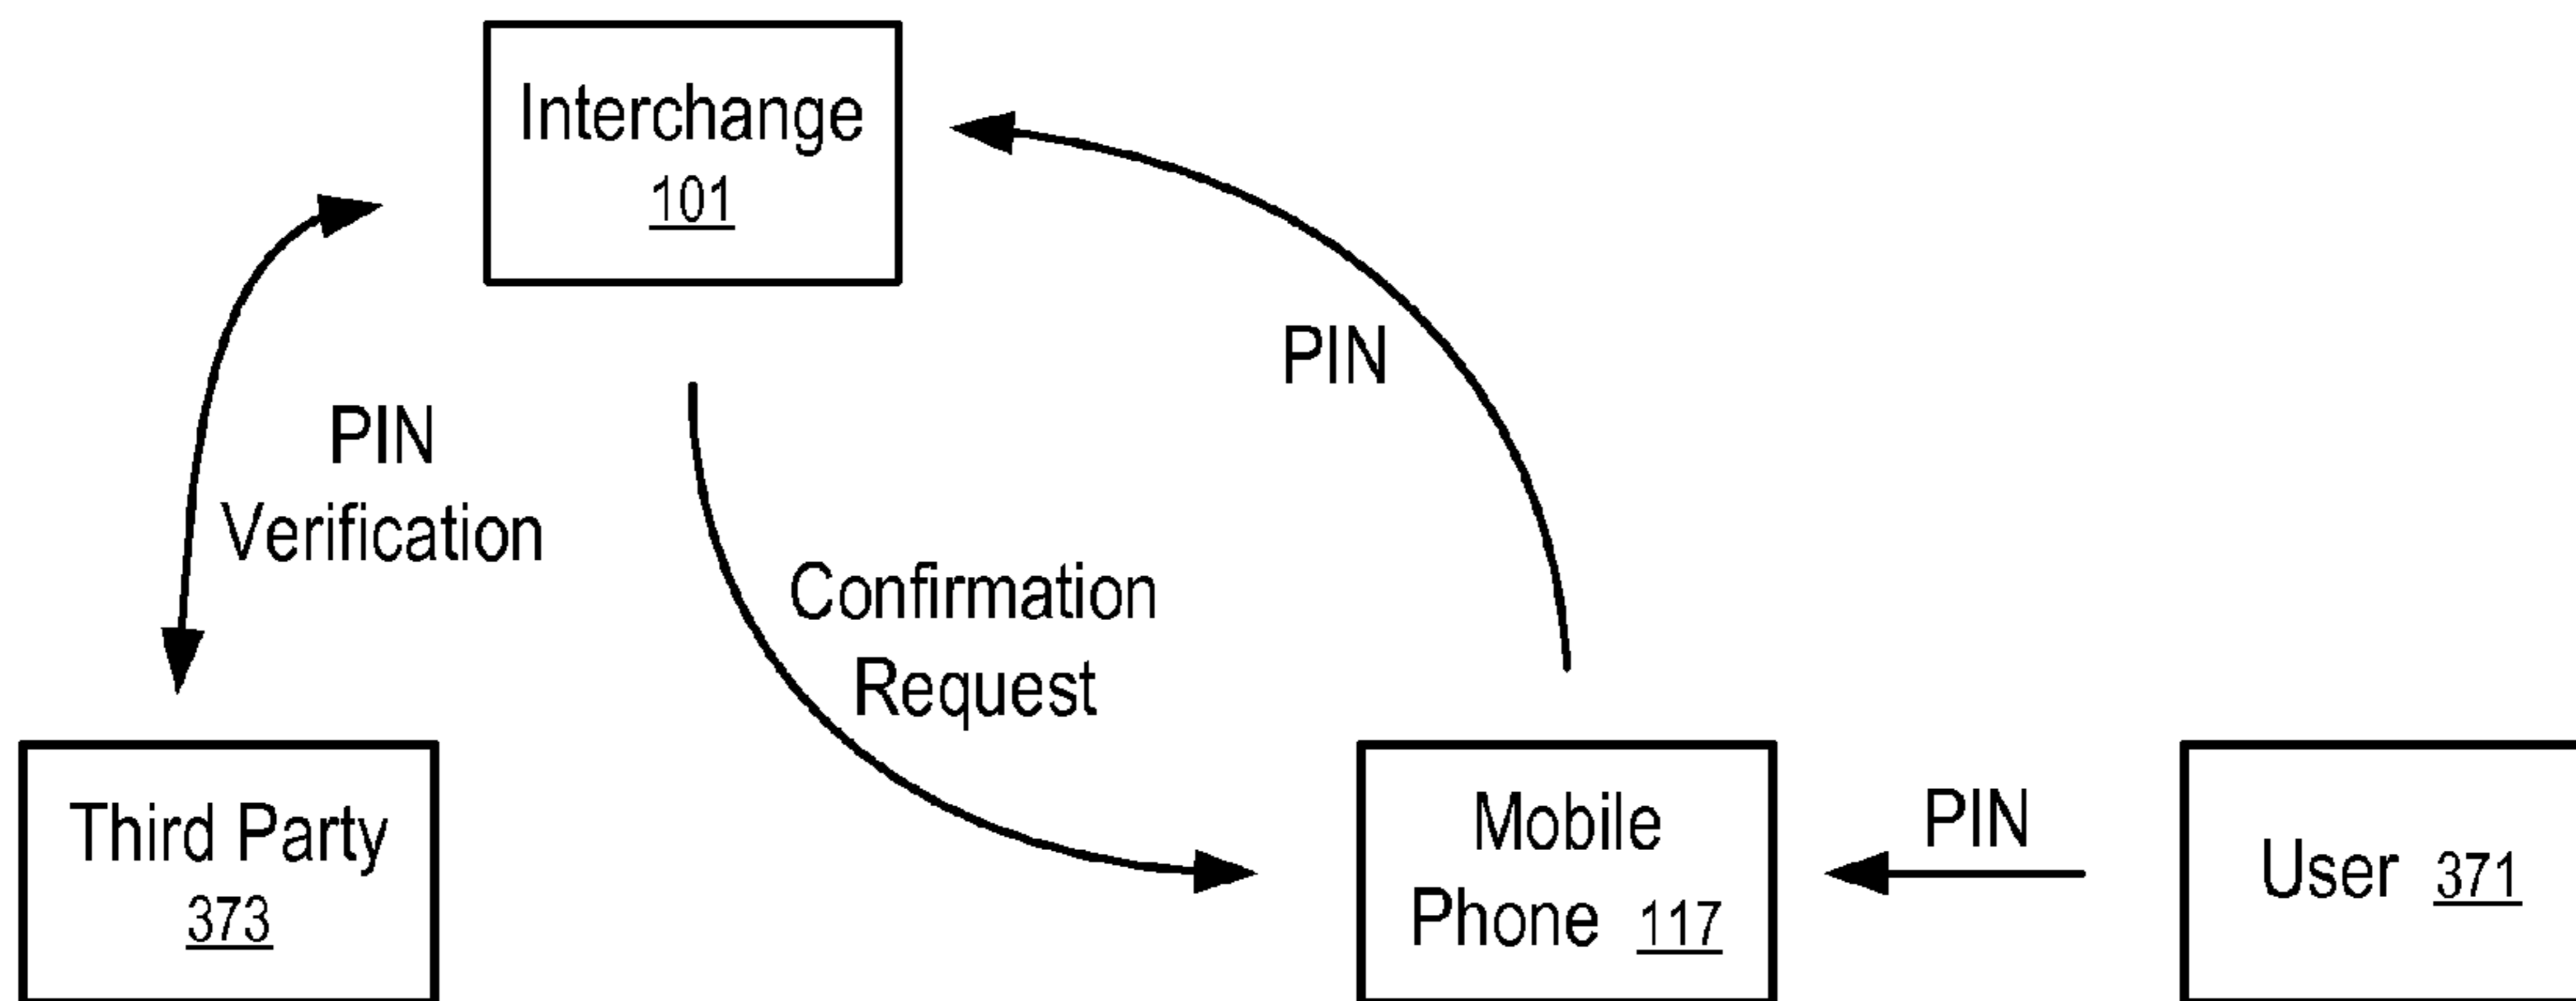 Interchange
101
PIN
PIN
Verification
Confirmation
Request
Third Party
373
Mobile
Phone 117
PIN
User 371